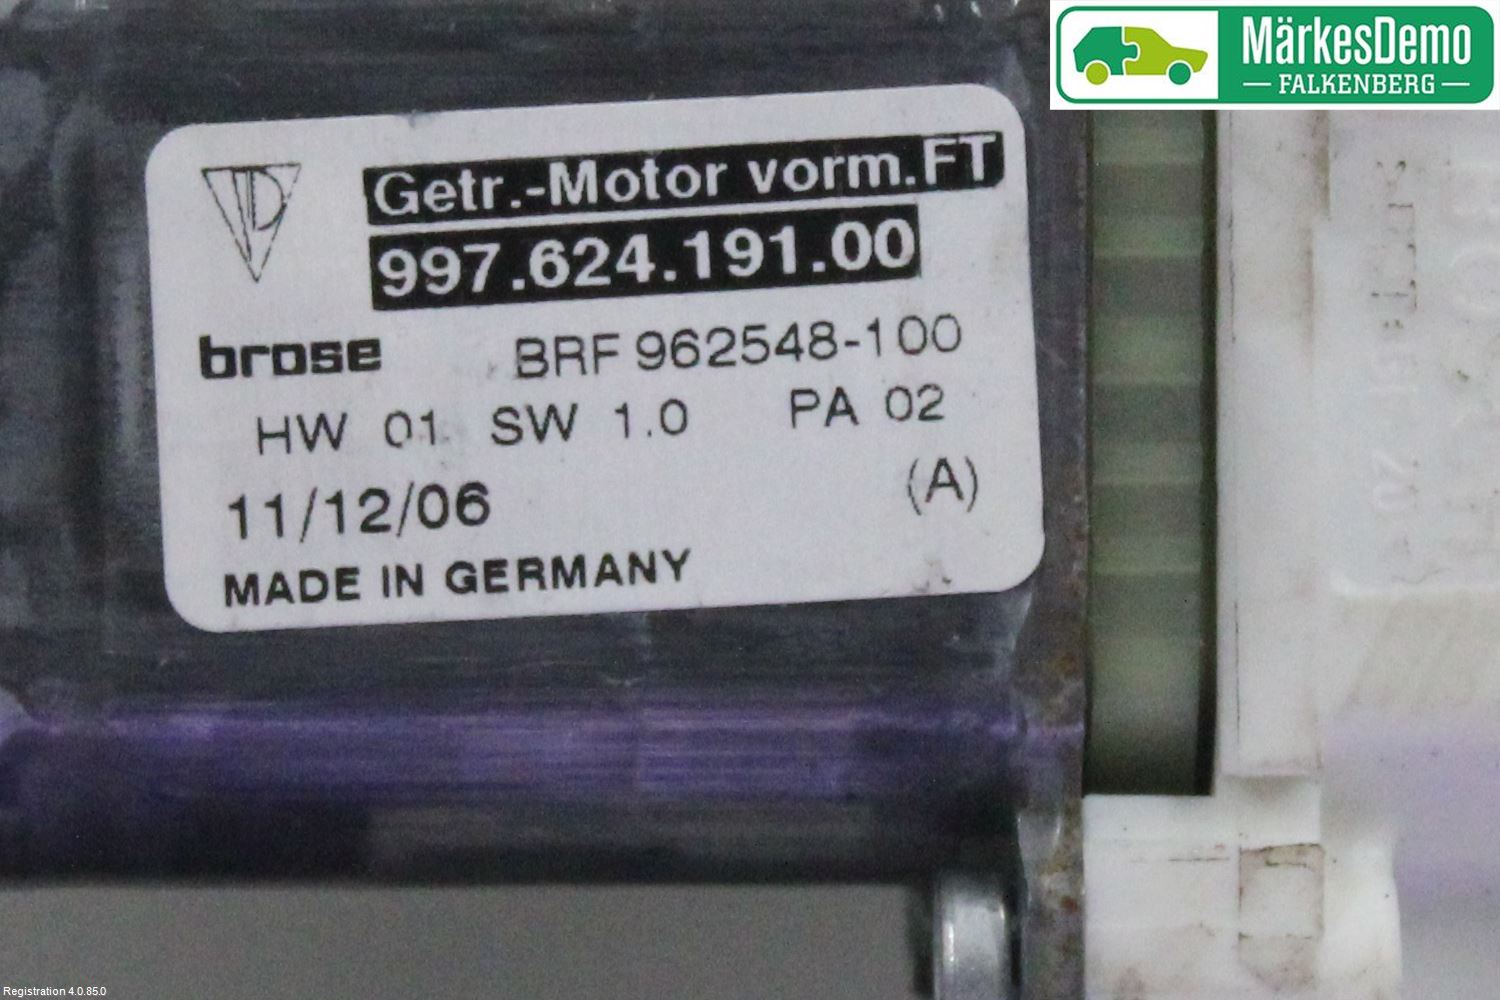 MärkesDemo
FALKENBERG
Getr.-Motor vorm.FT
997.624.191.00
brose BRF 962548-100
HW 01 SW 1.0 PA 02
11/12/06 (A)
MADE IN GERMANY
Registration 4.0.85.0